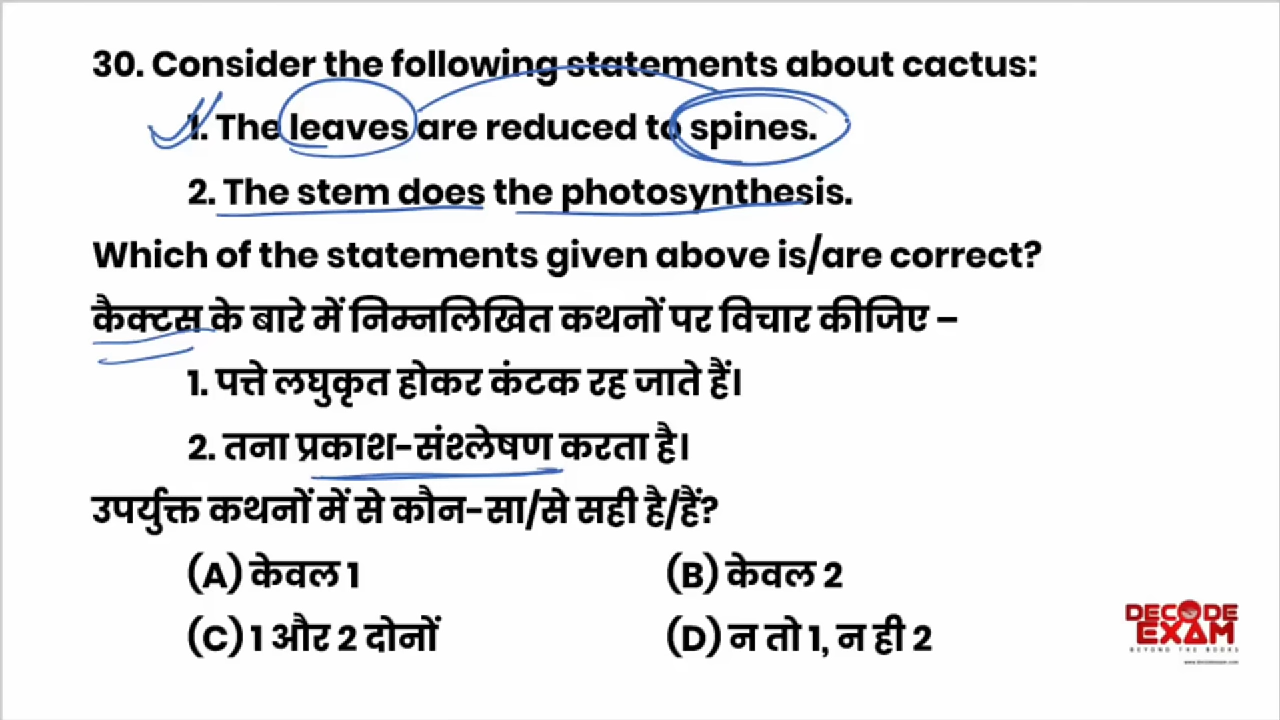 30. Consider the following statements about cactus:
1. The leaves are reduced to spines.
2. The stem does the photosynthesis.
Which of the statements given above is/are correct?
कैक्टस के बारे में निम्नलिखित कथनों पर विचार कीजिए –
1. पत्ते लघुकृत होकर कंटक रह जाते हैं।
2. तना प्रकाश-संश्लेषण करता है।
उपर्युक्त कथनों में से कौन-सा/से सही है/हैं?
(A) केवल 1 (B) केवल 2
(C) 1 और 2 दोनों (D) न तो 1, न ही 2
DECODE
EXAM
BEYOND THE BOOKS